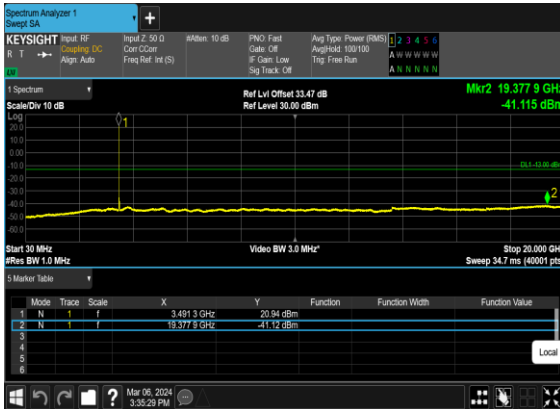 Spectrum Analyzer 1
Swept SA
+
KEYSIGHT Input: RF Input Z: 50 Ω #Atten: 10 dB PNO: Fast Avg Type: Power (RMS) 1 2 3 4 5 6
R T Coupling: DC Corr CCorr Gate: Off Avg|Hold: 100/100 A W W W W W
Align: Auto Freq Ref: Int (S) IF Gain: Low Trig: Free Run
Sig Track: Off A N N N N N
1 Spectrum
Ref Lvl Offset 33.47 dB Mkr2 19.377 9 GHz
Scale/Div 10 dB Ref Level 30.00 dBm -41.115 dBm
Log
20.0
10.0
0.00
-10.0
DL1 -13.00 dBm
-20.0
-30.0
-40.0
-50.0
-60.0
1
2
Start 30 MHz Video BW 3.0 MHz* Stop 20.000 GHz
#Res BW 1.0 MHz Sweep 34.7 ms (40001 pts)
5 Marker Table
Mode Trace Scale X Y Function Function Width Function Value
1 N 1 f 3.491 3 GHz 20.94 dBm
2 N 1 f 19.377 9 GHz -41.12 dBm
3
4
5
6
Local
?
Mar 06, 2024
3:35:29 PM